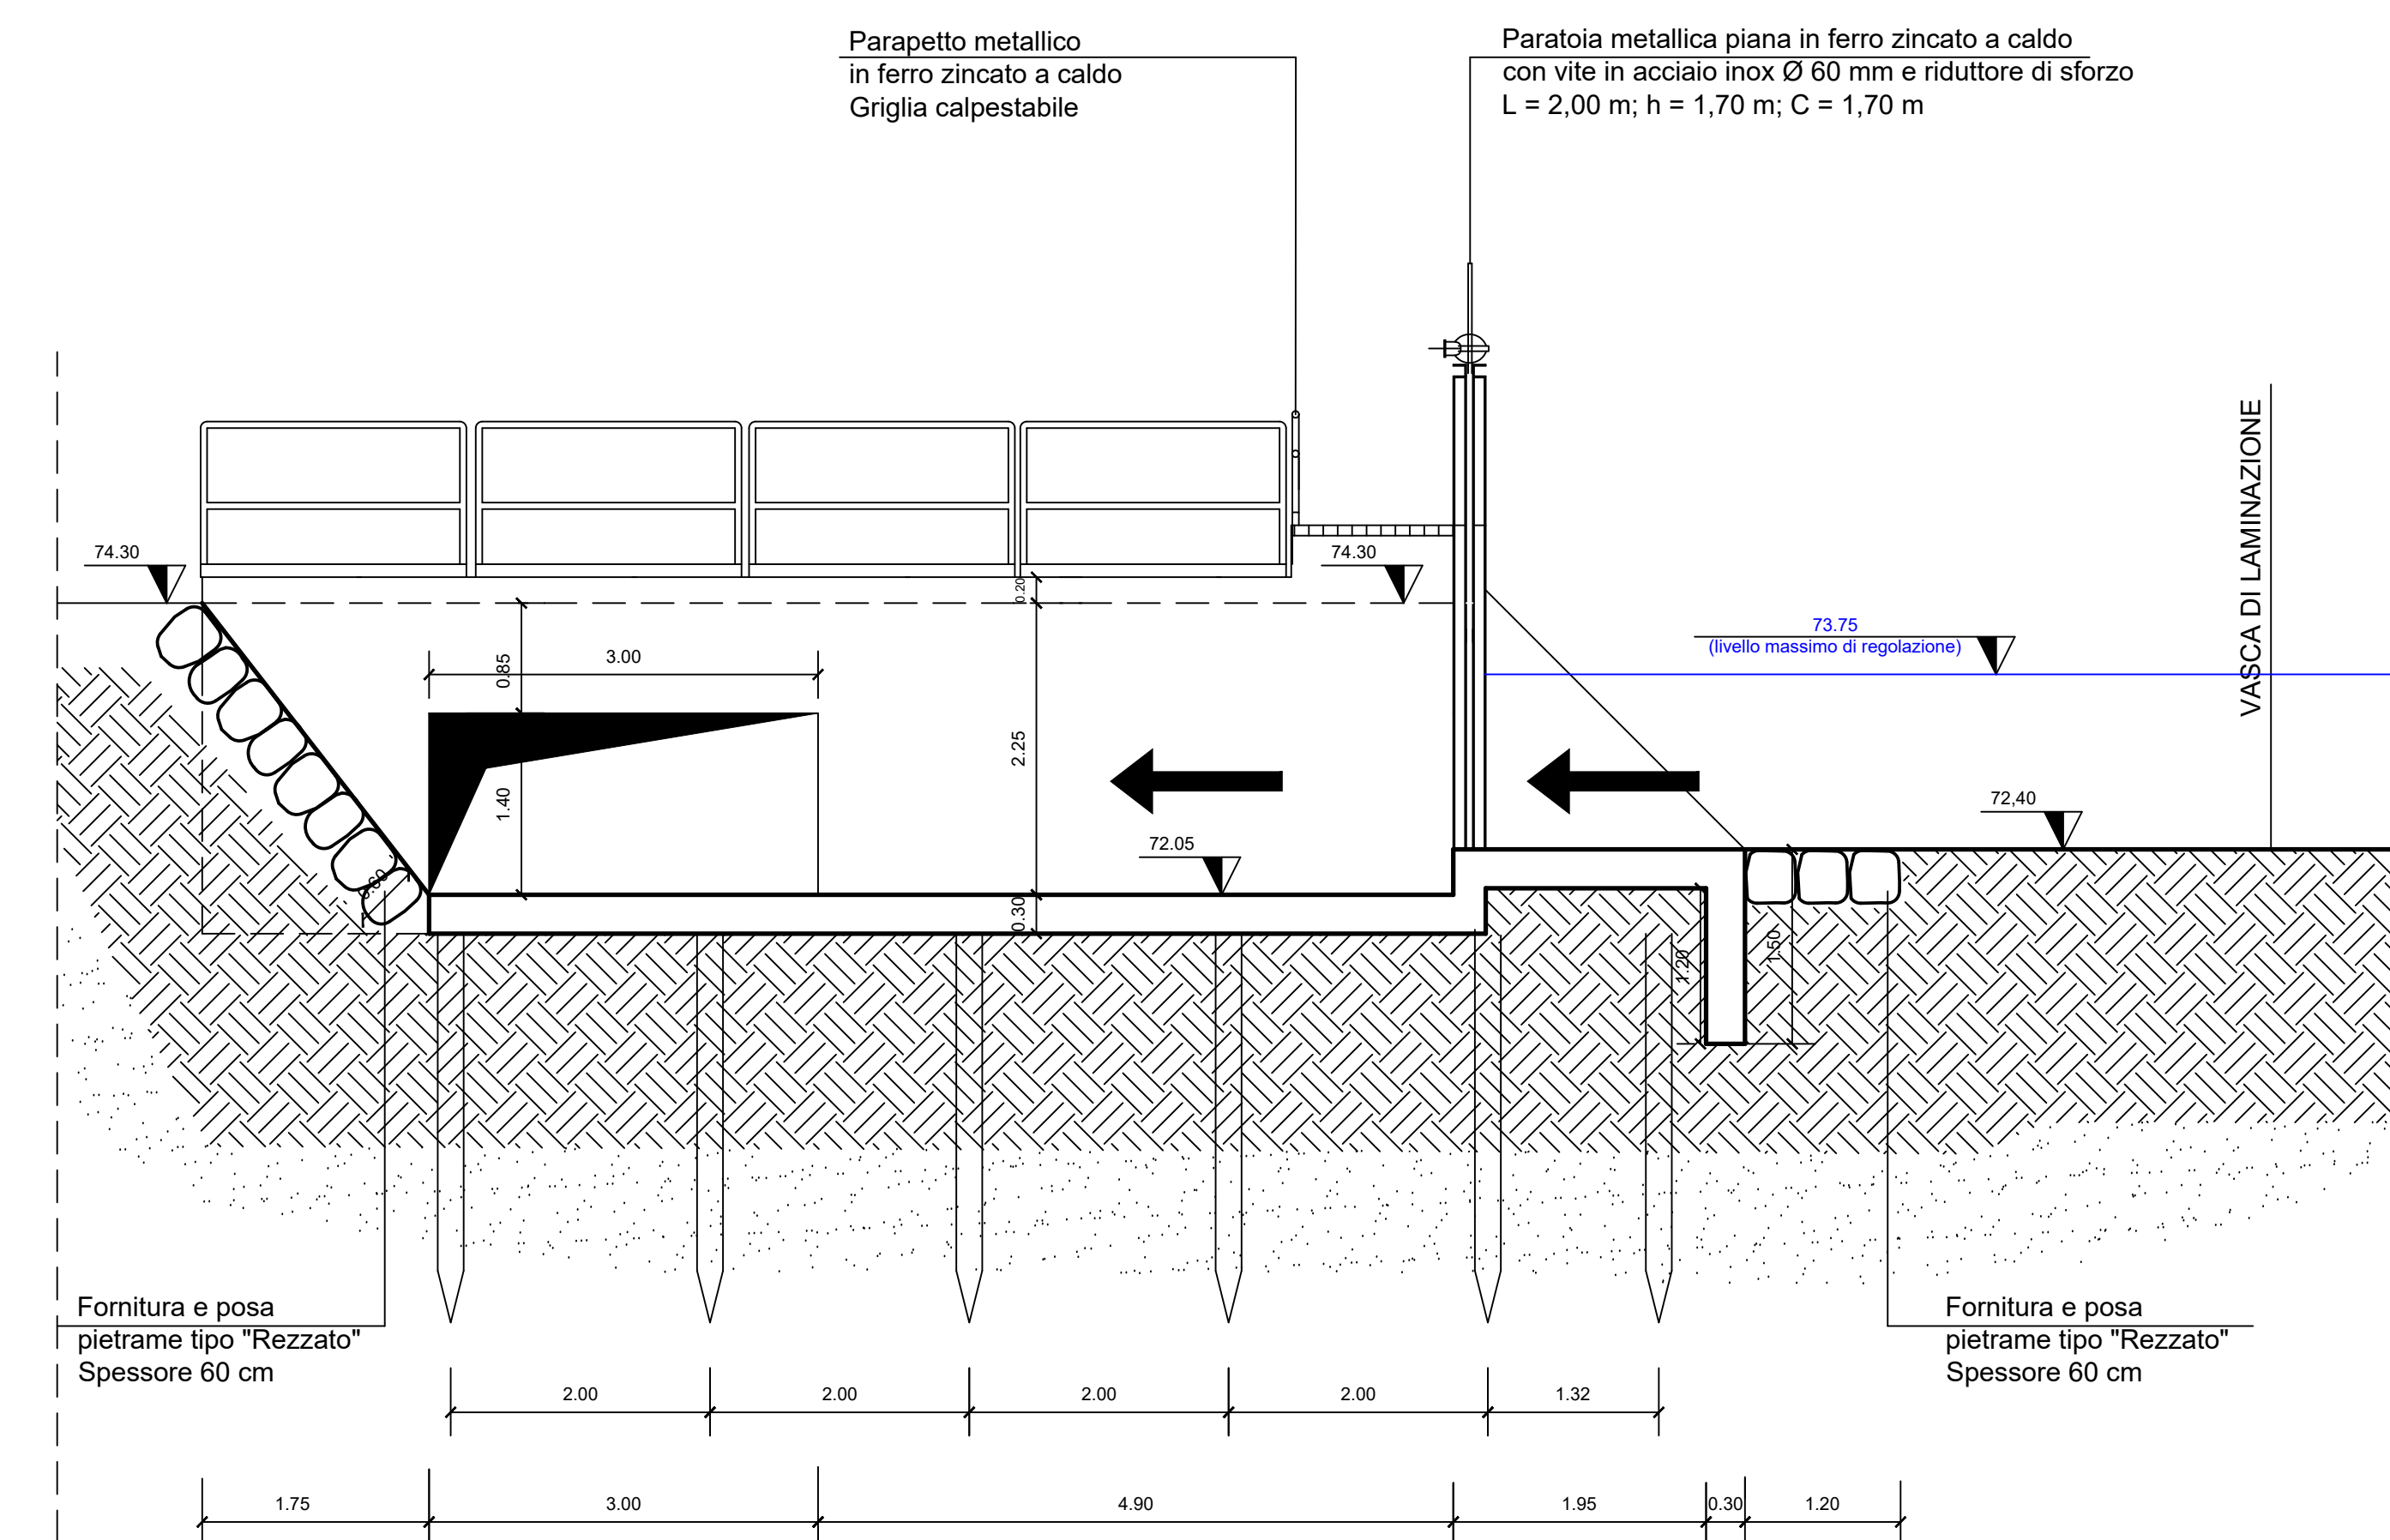 Parapetto metallico
in ferro zincato a caldo
Griglia calpestabile
Paratoia metallica piana in ferro zincato a caldo
con vite in acciaio inox Ø 60 mm e riduttore di sforzo
L = 2,00 m; h = 1,70 m; C = 1,70 m
VASCA DI LAMINAZIONE
74.30
74.30
0.20
73.75
(livello massimo di regolazione)
0.85
3.00
2.25
1.40
72,40
72.05
0.60
0.30
1.20
1.50
Fornitura e posa
pietrame tipo "Rezzato"
Spessore 60 cm
Fornitura e posa
pietrame tipo "Rezzato"
Spessore 60 cm
2.00
2.00
2.00
2.00
1.32
1.75
3.00
4.90
1.95
0.30
1.20